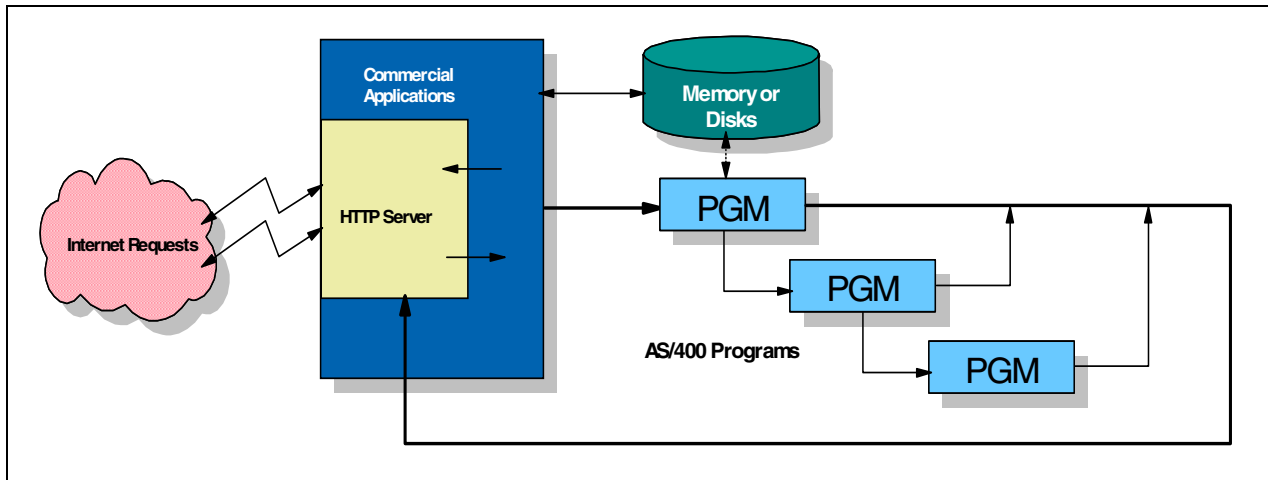 Commercial
Applications
Memory or
Disks
HTTP Server
Internet Requests
PGM
PGM
AS/400 Programs
PGM